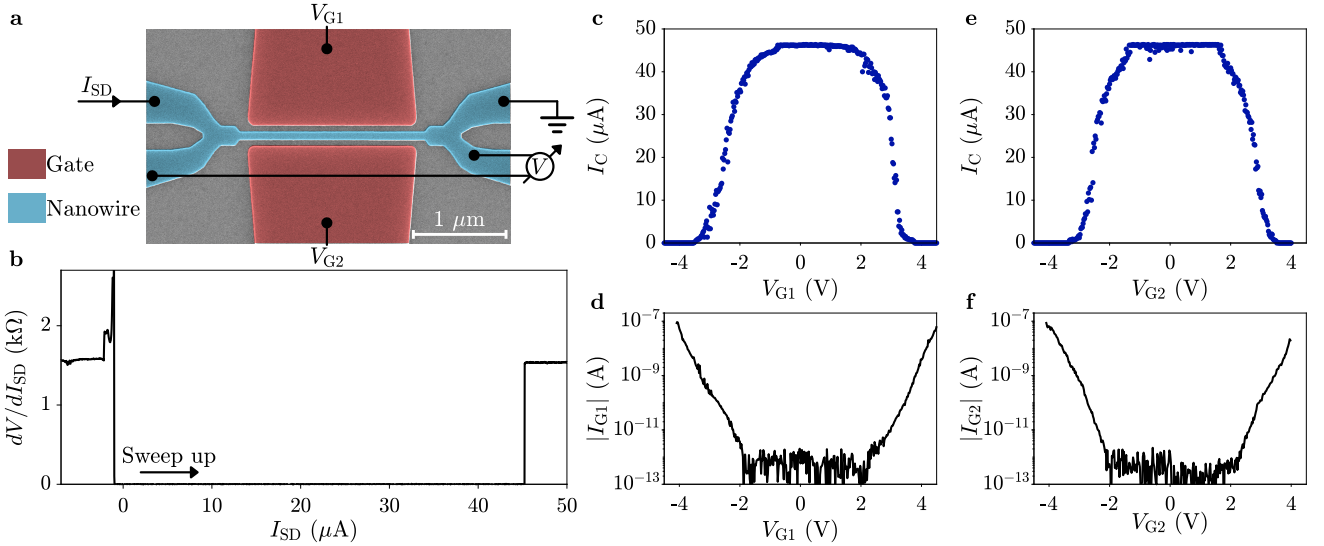 a
V_G1
I_SD
V
Gate
Nanowire
1 μm
V_G2
b
dV/dI_SD (kΩ)
2
1
0
Sweep up
0 10 20 30 40 50
I_SD (μA)
c
I_C (μA)
50
40
30
20
10
0
-4 -2 0 2 4
V_G1 (V)
d
|I_G1| (A)
10^-7
10^-9
10^-11
10^-13
-4 -2 0 2 4
V_G1 (V)
e
I_C (μA)
50
40
30
20
10
0
-4 -2 0 2 4
V_G2 (V)
f
|I_G2| (A)
10^-7
10^-9
10^-11
10^-13
-4 -2 0 2 4
V_G2 (V)